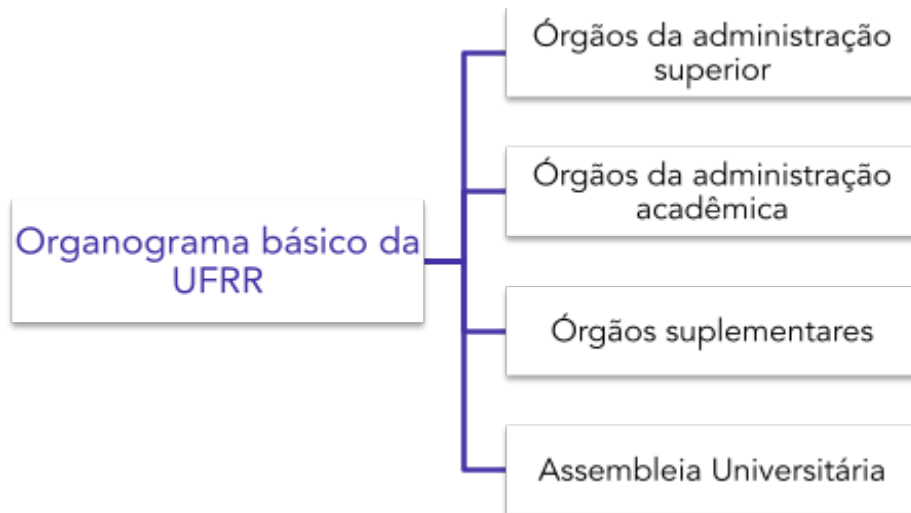 Órgãos da administração
superior
Órgãos da administração
acadêmica
Organograma básico da
UFRR
Órgãos suplementares
Assembleia Universitária